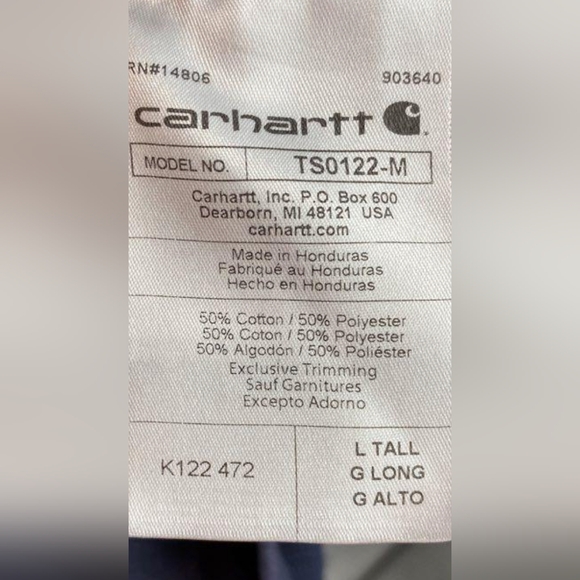 RN#14806 903640
carhartt
MODEL NO. TS0122-M
Carhartt, Inc. P.O. Box 600
Dearborn, MI 48121 USA
carhartt.com
Made in Honduras
Fabriqué au Honduras
Hecho en Honduras
50% Cotton / 50% Polyester
50% Coton / 50% Polyester
50% Algodón / 50% Poliéster
Exclusive Trimming
Sauf Garnitures
Excepto Adorno
K122 472
L TALL
G LONG
G ALTO